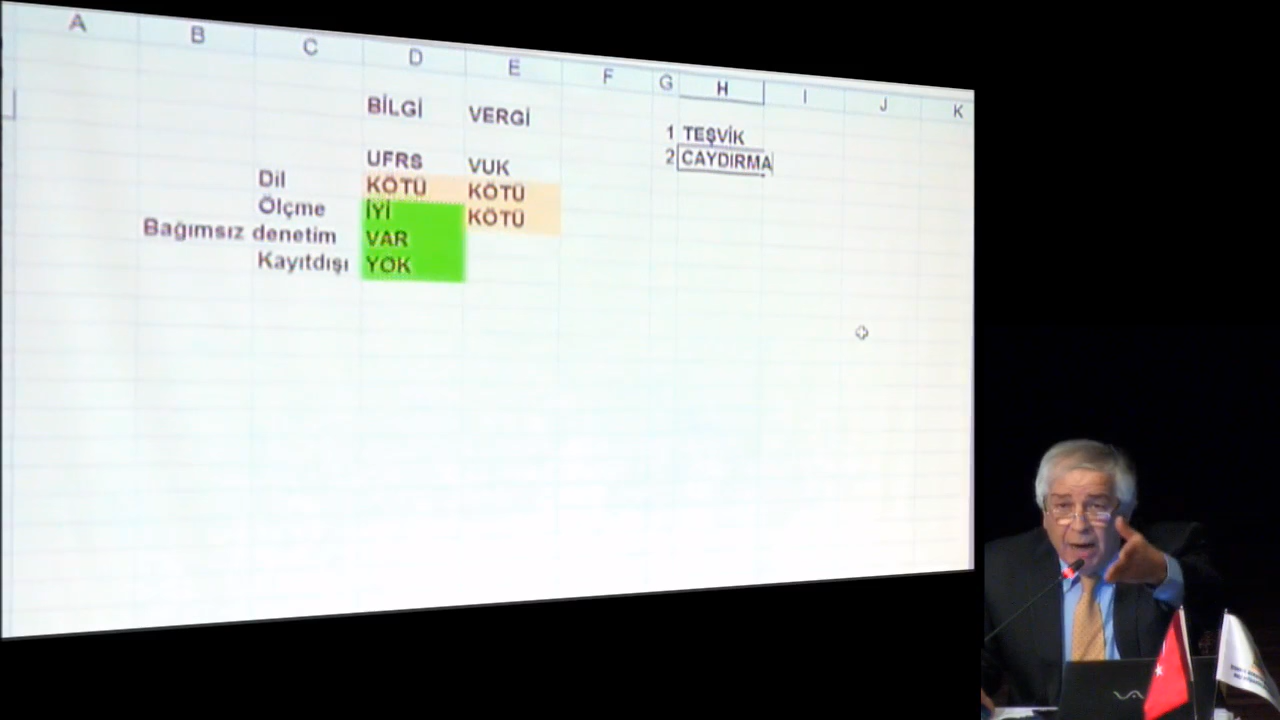 A B C D E F G H I J K
BİLGİ VERGİ
1 TEŞVİK
UFRS VUK
2 CAYDIRMA
Dil KÖTÜ KÖTÜ
Ölçme İYİ KÖTÜ
Bağımsız denetim VAR
Kayıtdışı YOK